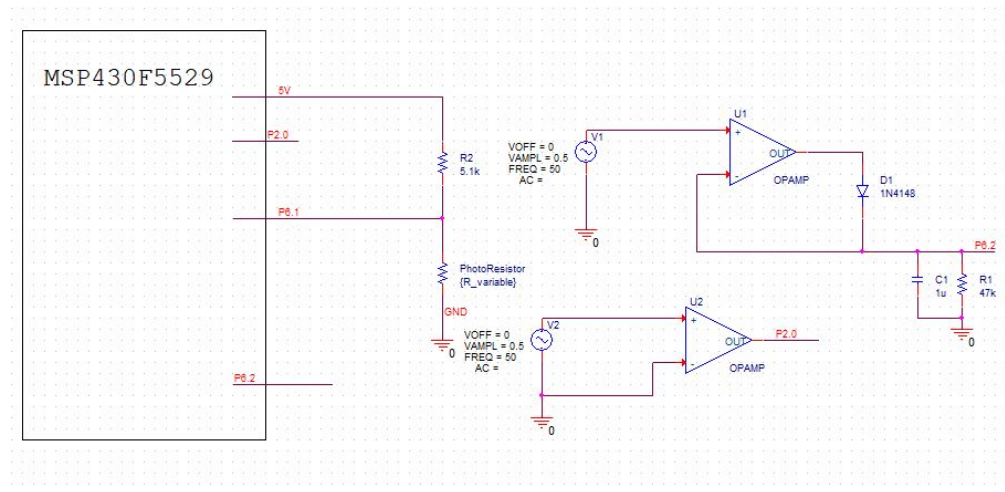 MSP430F5529
5V
P2.0
P6.1
P6.2
R2
5.1k
PhotoResistor
{R_variable}
GND
0
V1
VOFF = 0
VAMPL = 0.5
FREQ = 50
AC =
0
U1
+
-
OUT
OPAMP
D1
1N4148
P6.2
C1
1u
R1
47k
0
V2
VOFF = 0
VAMPL = 0.5
FREQ = 50
AC =
0
U2
+
-
OUT
P2.0
OPAMP